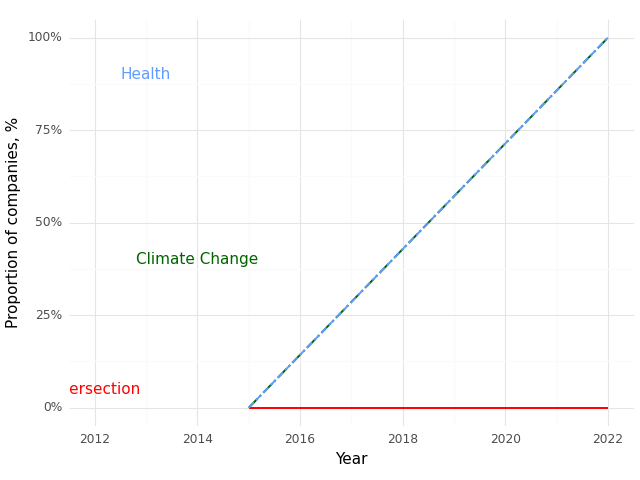 100%
Health
75%
50%
Climate Change
25%
ersection
0%
2012 2014 2016 2018 2020 2022
Year
Proportion of companies, %